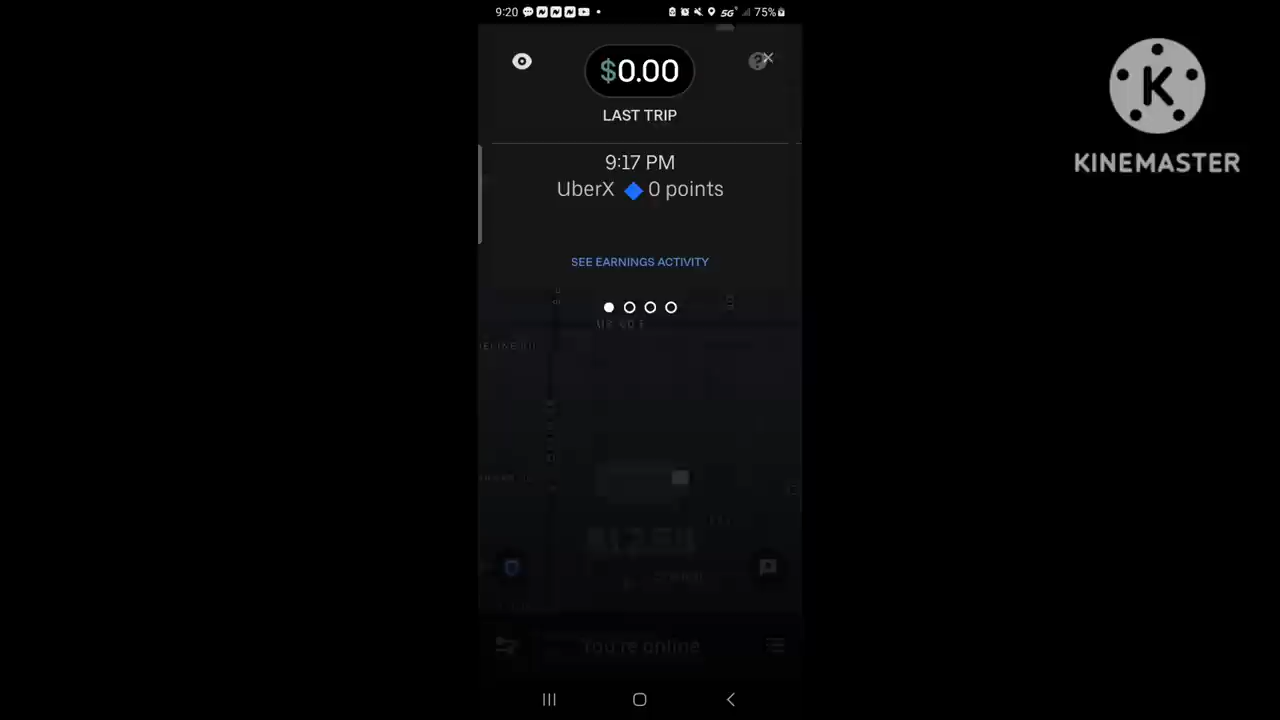 9:20
5G
75%
$0.00
LAST TRIP
9:17 PM
UberX 0 points
SEE EARNINGS ACTIVITY
You're online
K
KINEMASTER